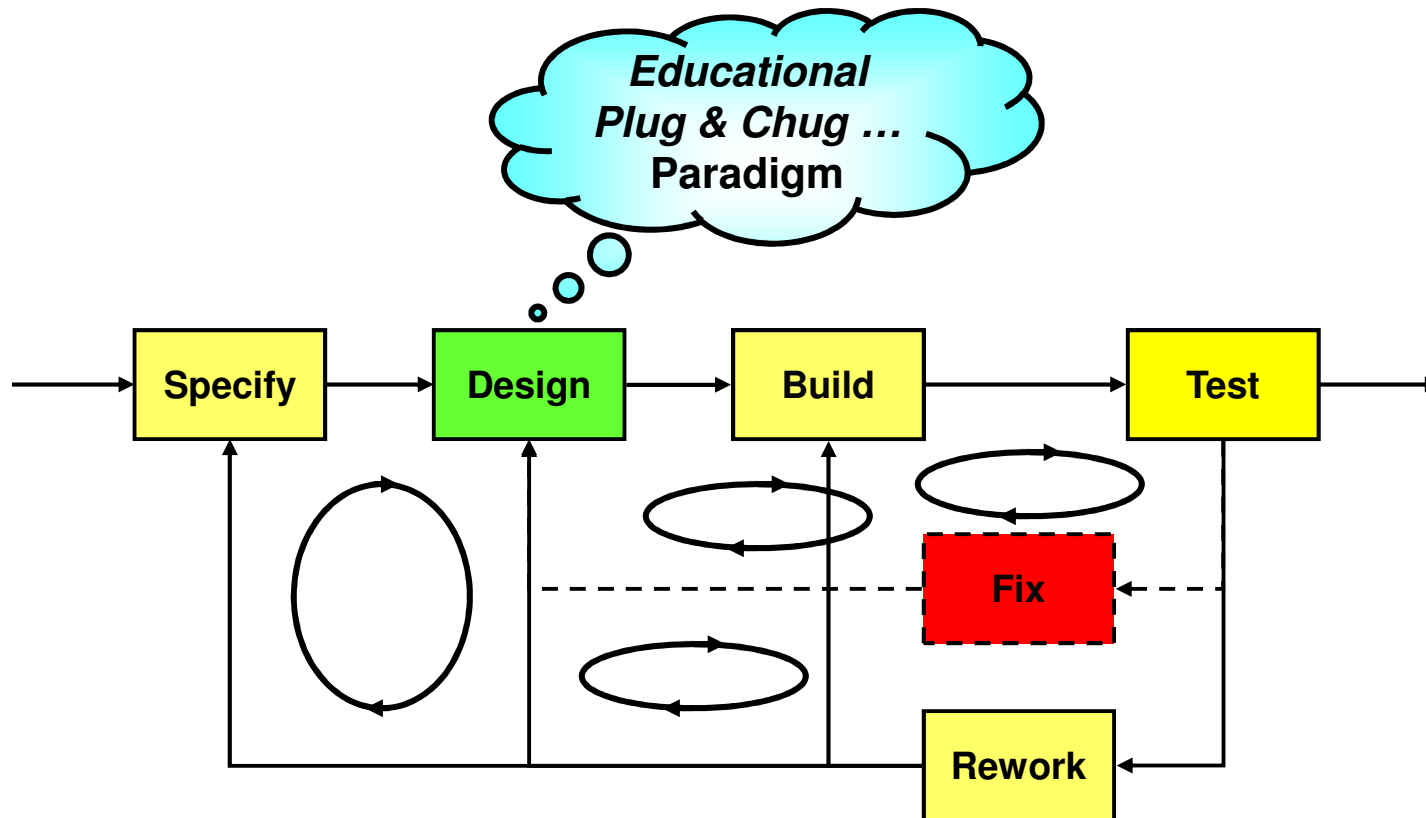 Educational
Plug & Chug ...
Paradigm
Specify
Design
Build
Test
Fix
Rework